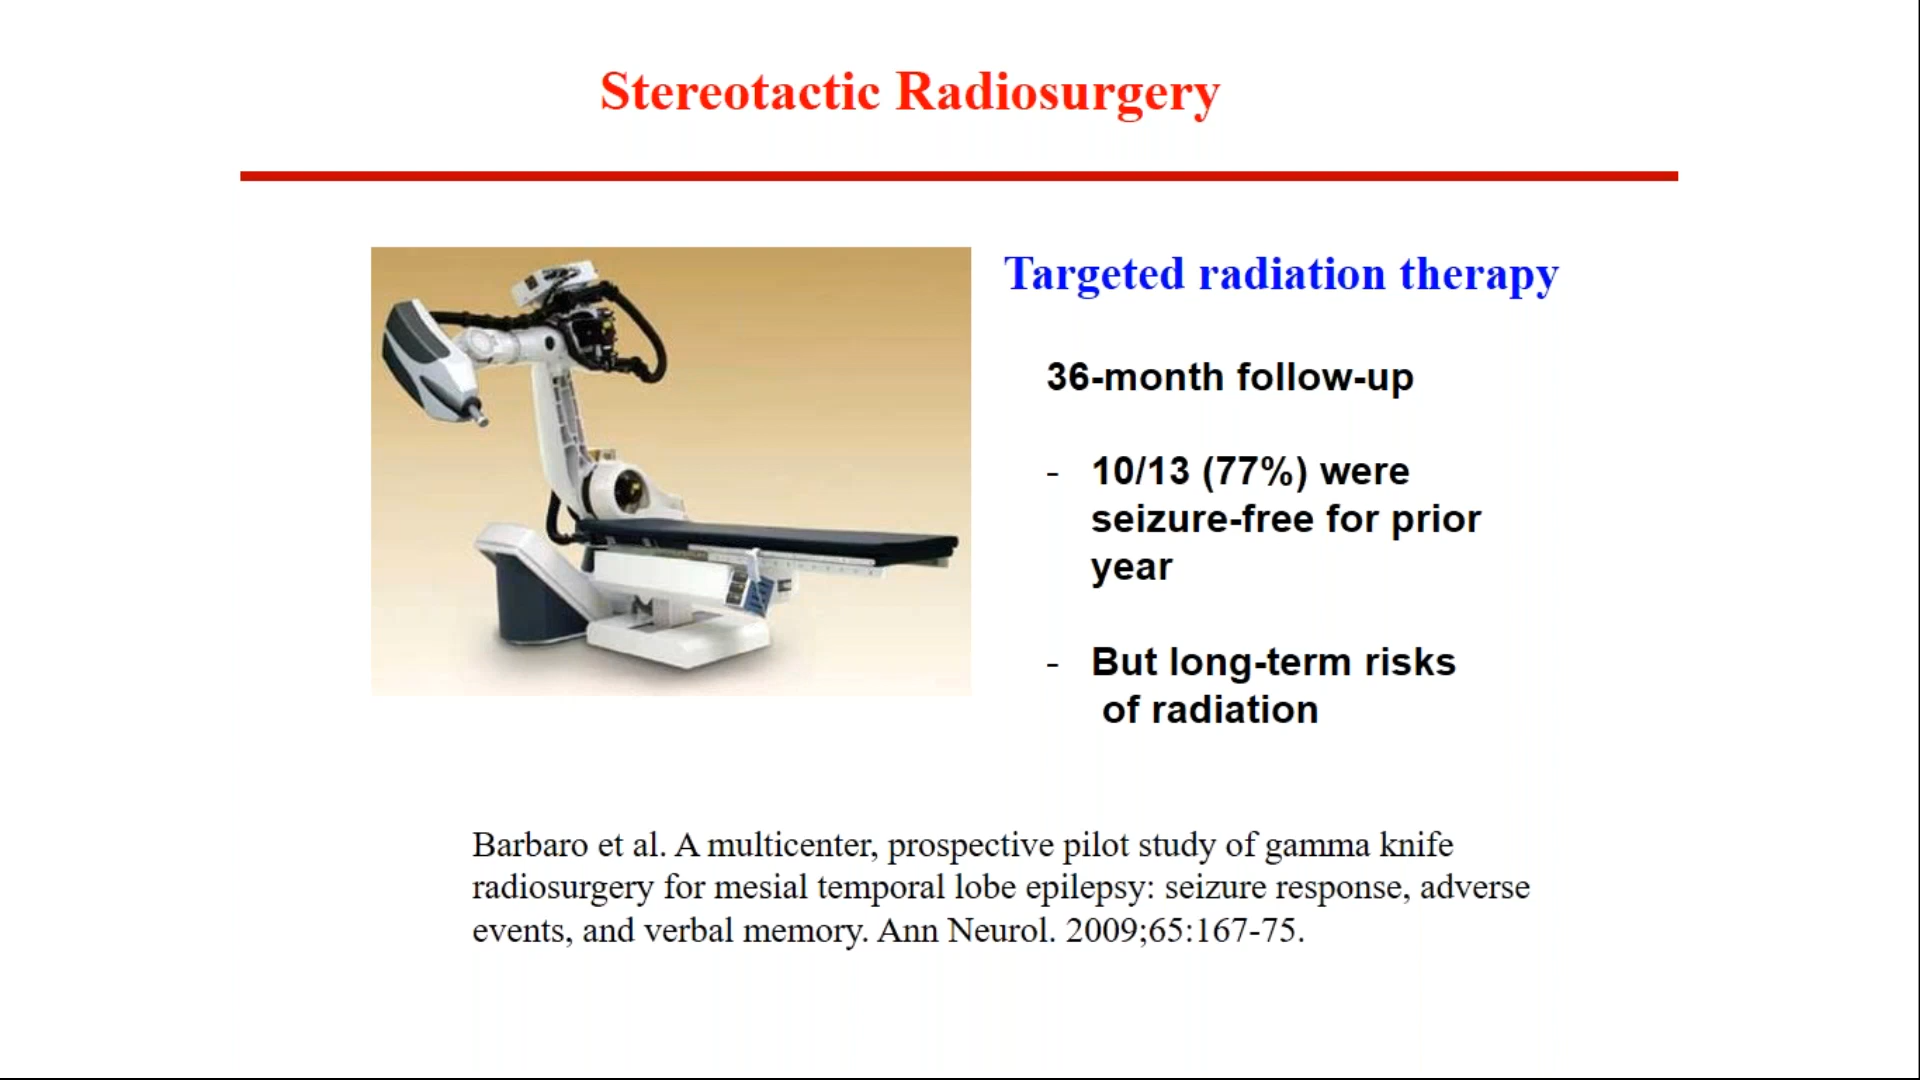 Stereotactic Radiosurgery
Targeted radiation therapy
36-month follow-up
- 10/13 (77%) were
seizure-free for prior
year
- But long-term risks
of radiation
Barbaro et al. A multicenter, prospective pilot study of gamma knife
radiosurgery for mesial temporal lobe epilepsy: seizure response, adverse
events, and verbal memory. Ann Neurol. 2009;65:167-75.